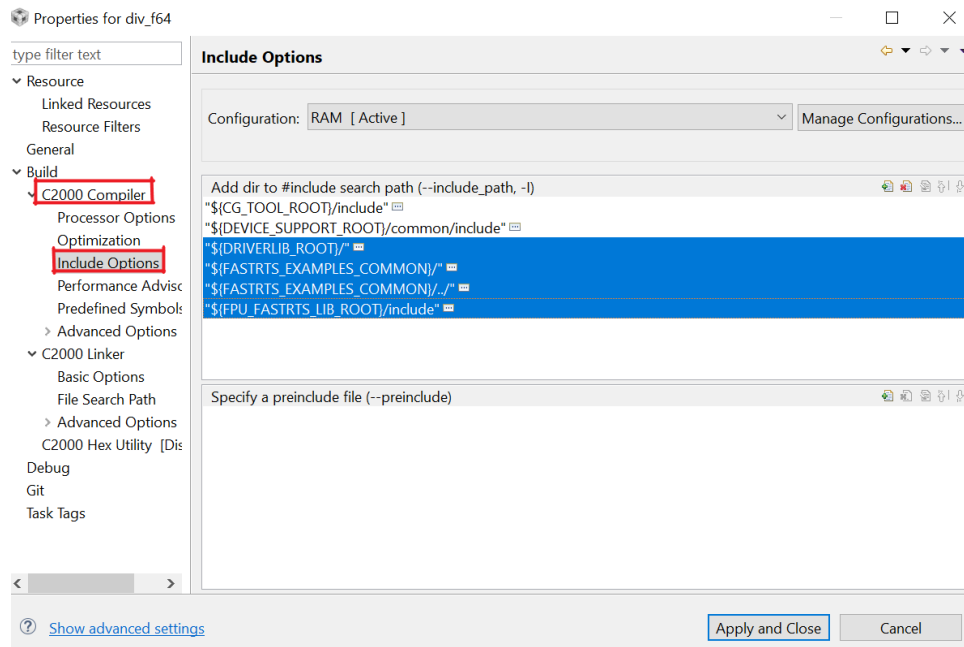 Properties for div_f64
type filter text
Resource
Linked Resources
Resource Filters
General
Build
C2000 Compiler
Processor Options
Optimization
Include Options
Performance Advisc
Predefined Symbols
Advanced Options
C2000 Linker
Basic Options
File Search Path
Advanced Options
C2000 Hex Utility [Dis
Debug
Git
Task Tags
Include Options
Configuration: RAM [ Active ]
Manage Configurations...
Add dir to #include search path (--include_path, -I)
"${CG_TOOL_ROOT}/include"
"${DEVICE_SUPPORT_ROOT}/common/include"
"${DRIVERLIB_ROOT}/"
"${FASTRTS_EXAMPLES_COMMON}/"
"${FASTRTS_EXAMPLES_COMMON}/../"
"${FPU_FASTRTS_LIB_ROOT}/include"
Specify a preinclude file (--preinclude)
Show advanced settings
Apply and Close
Cancel